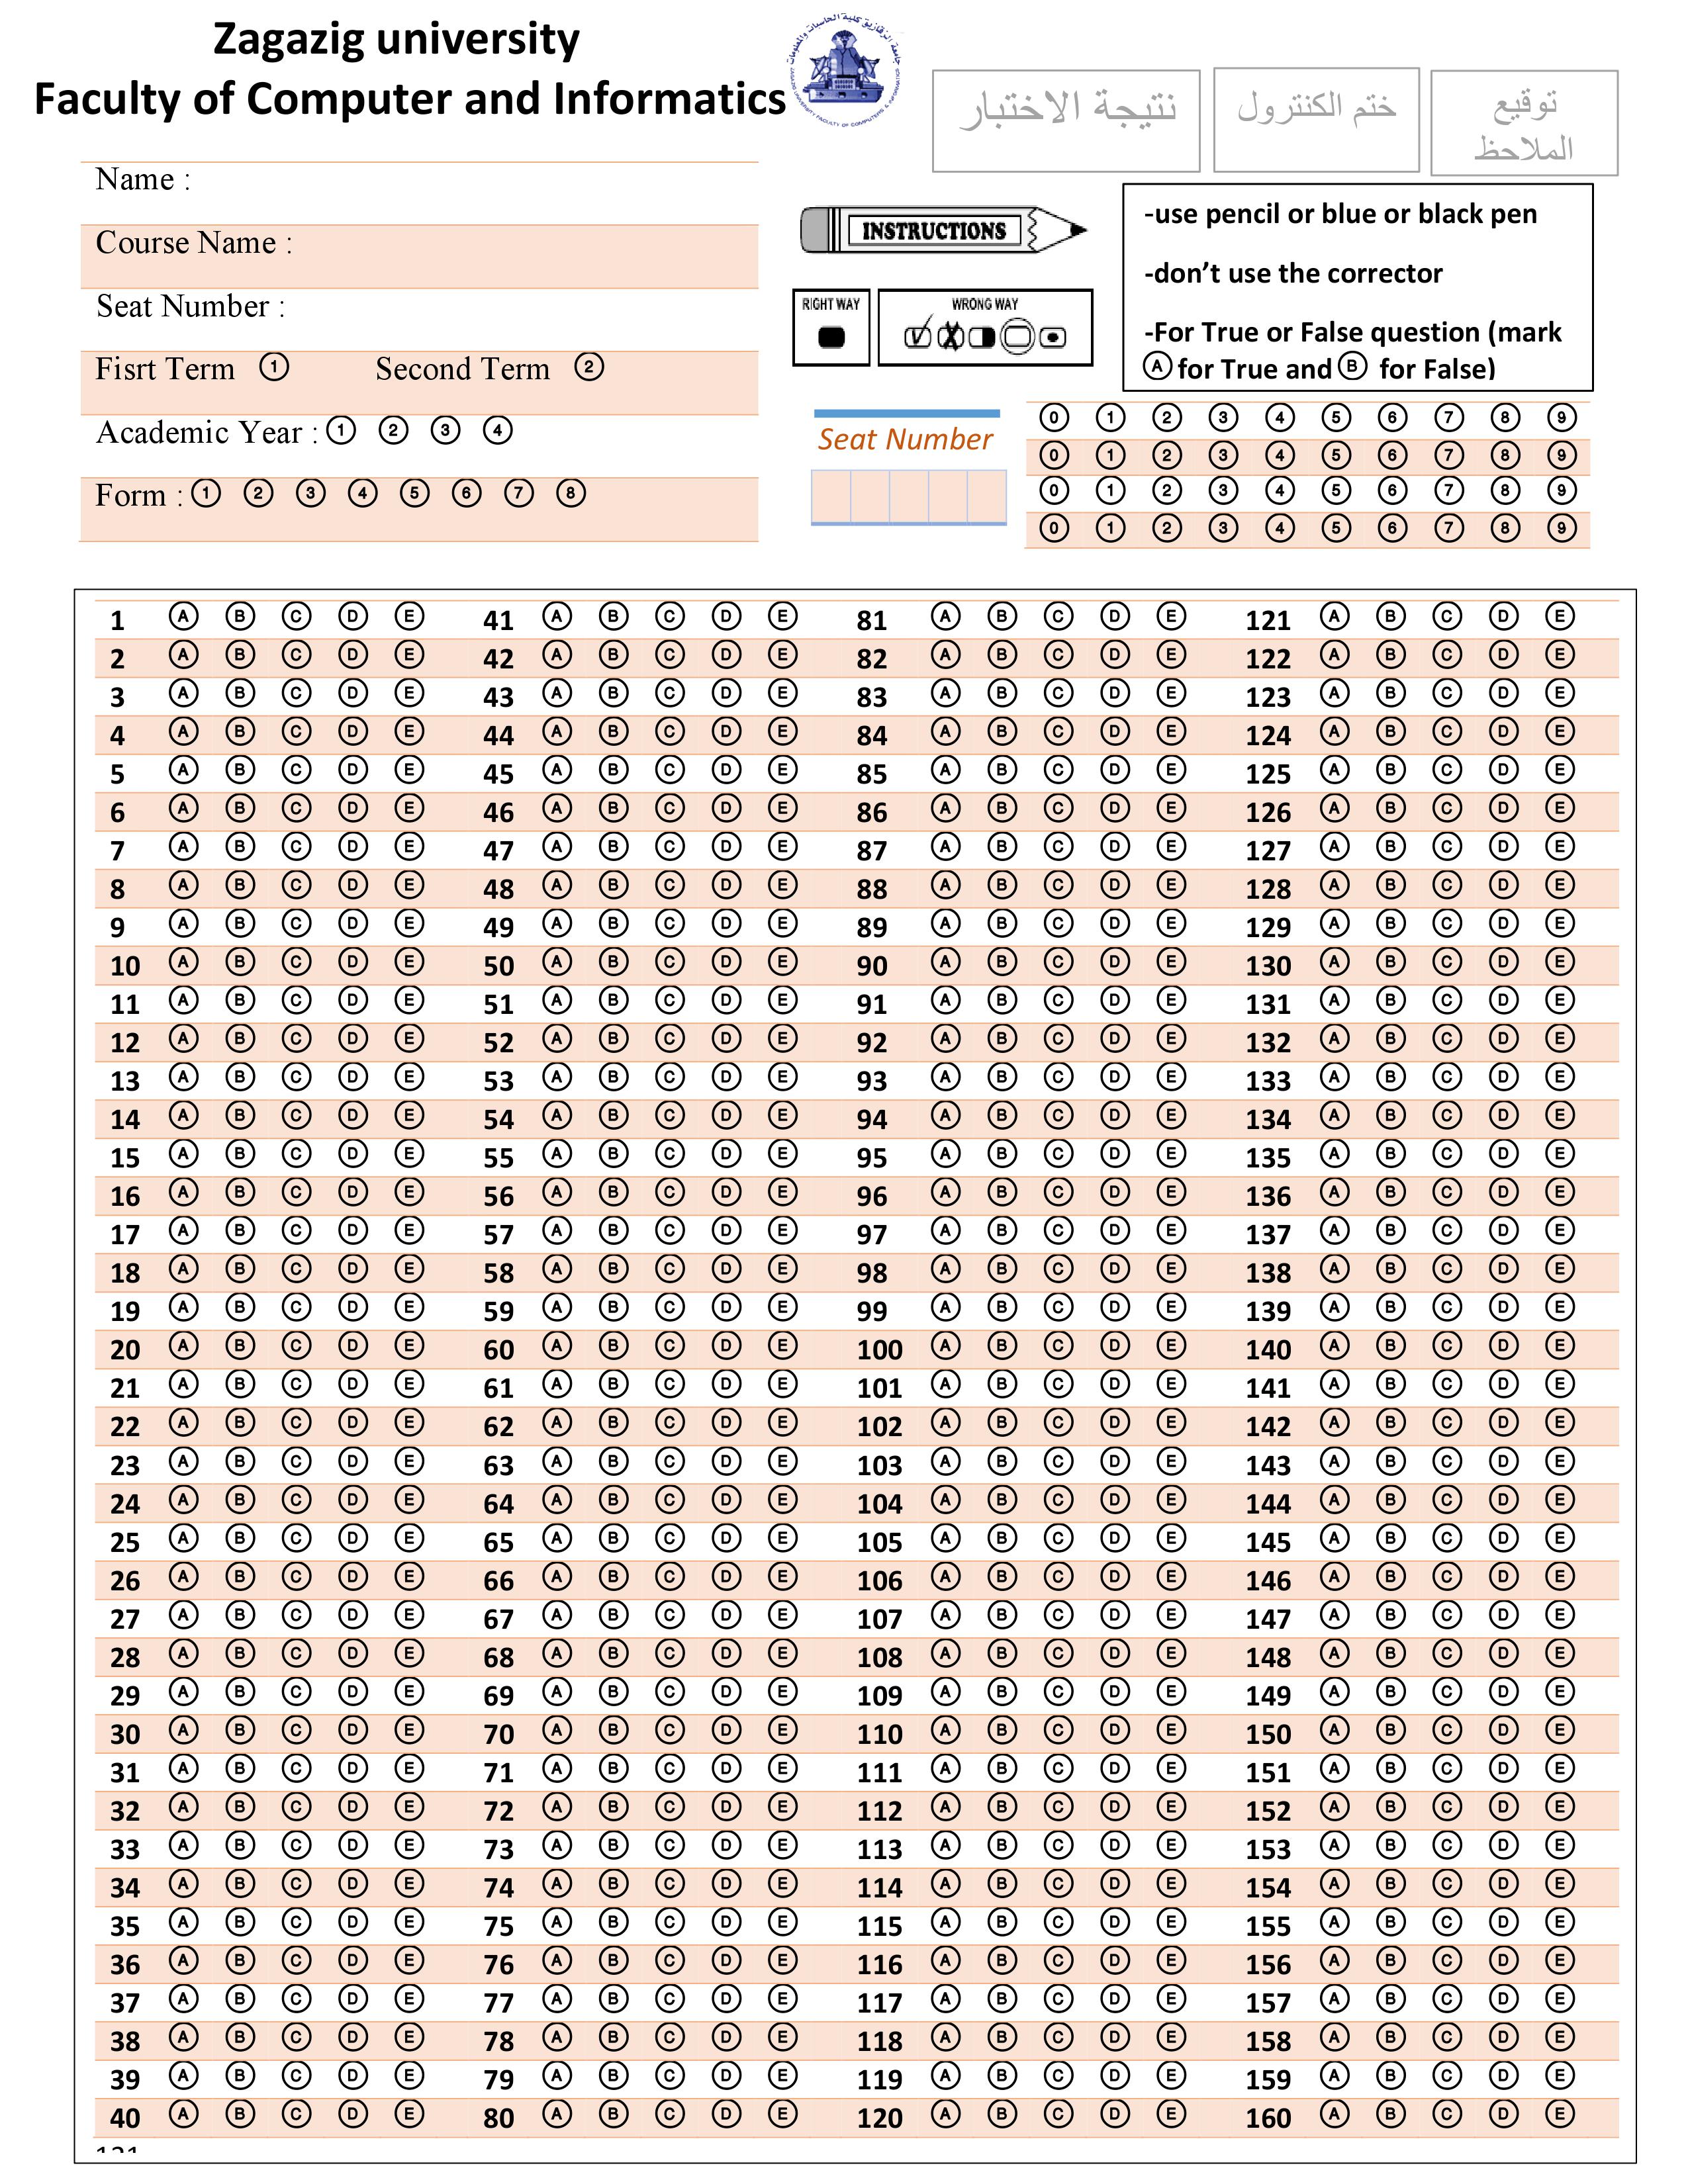 Zagazig university
Faculty of Computer and Informatics
جامعة الزقازيق كلية الحاسبات والمعلومات
ZAGAZIG UNIVERSITY FACULTY OF COMPUTERS & INFORMATICS
نتيجة الاختبار
ختم الكنترول
توقيع
الملاحظ
Name :
Course Name :
Seat Number :
Fisrt Term 1 Second Term 2
Academic Year : 1 2 3 4
Form : 1 2 3 4 5 6 7 8
INSTRUCTIONS
RIGHT WAY
WRONG WAY
-use pencil or blue or black pen
-don’t use the corrector
-For True or False question (mark
A for True and B for False)
Seat Number
0 1 2 3 4 5 6 7 8 9
0 1 2 3 4 5 6 7 8 9
0 1 2 3 4 5 6 7 8 9
0 1 2 3 4 5 6 7 8 9
1 A B C D E 41 A B C D E 81 A B C D E 121 A B C D E
2 A B C D E 42 A B C D E 82 A B C D E 122 A B C D E
3 A B C D E 43 A B C D E 83 A B C D E 123 A B C D E
4 A B C D E 44 A B C D E 84 A B C D E 124 A B C D E
5 A B C D E 45 A B C D E 85 A B C D E 125 A B C D E
6 A B C D E 46 A B C D E 86 A B C D E 126 A B C D E
7 A B C D E 47 A B C D E 87 A B C D E 127 A B C D E
8 A B C D E 48 A B C D E 88 A B C D E 128 A B C D E
9 A B C D E 49 A B C D E 89 A B C D E 129 A B C D E
10 A B C D E 50 A B C D E 90 A B C D E 130 A B C D E
11 A B C D E 51 A B C D E 91 A B C D E 131 A B C D E
12 A B C D E 52 A B C D E 92 A B C D E 132 A B C D E
13 A B C D E 53 A B C D E 93 A B C D E 133 A B C D E
14 A B C D E 54 A B C D E 94 A B C D E 134 A B C D E
15 A B C D E 55 A B C D E 95 A B C D E 135 A B C D E
16 A B C D E 56 A B C D E 96 A B C D E 136 A B C D E
17 A B C D E 57 A B C D E 97 A B C D E 137 A B C D E
18 A B C D E 58 A B C D E 98 A B C D E 138 A B C D E
19 A B C D E 59 A B C D E 99 A B C D E 139 A B C D E
20 A B C D E 60 A B C D E 100 A B C D E 140 A B C D E
21 A B C D E 61 A B C D E 101 A B C D E 141 A B C D E
22 A B C D E 62 A B C D E 102 A B C D E 142 A B C D E
23 A B C D E 63 A B C D E 103 A B C D E 143 A B C D E
24 A B C D E 64 A B C D E 104 A B C D E 144 A B C D E
25 A B C D E 65 A B C D E 105 A B C D E 145 A B C D E
26 A B C D E 66 A B C D E 106 A B C D E 146 A B C D E
27 A B C D E 67 A B C D E 107 A B C D E 147 A B C D E
28 A B C D E 68 A B C D E 108 A B C D E 148 A B C D E
29 A B C D E 69 A B C D E 109 A B C D E 149 A B C D E
30 A B C D E 70 A B C D E 110 A B C D E 150 A B C D E
31 A B C D E 71 A B C D E 111 A B C D E 151 A B C D E
32 A B C D E 72 A B C D E 112 A B C D E 152 A B C D E
33 A B C D E 73 A B C D E 113 A B C D E 153 A B C D E
34 A B C D E 74 A B C D E 114 A B C D E 154 A B C D E
35 A B C D E 75 A B C D E 115 A B C D E 155 A B C D E
36 A B C D E 76 A B C D E 116 A B C D E 156 A B C D E
37 A B C D E 77 A B C D E 117 A B C D E 157 A B C D E
38 A B C D E 78 A B C D E 118 A B C D E 158 A B C D E
39 A B C D E 79 A B C D E 119 A B C D E 159 A B C D E
40 A B C D E 80 A B C D E 120 A B C D E 160 A B C D E